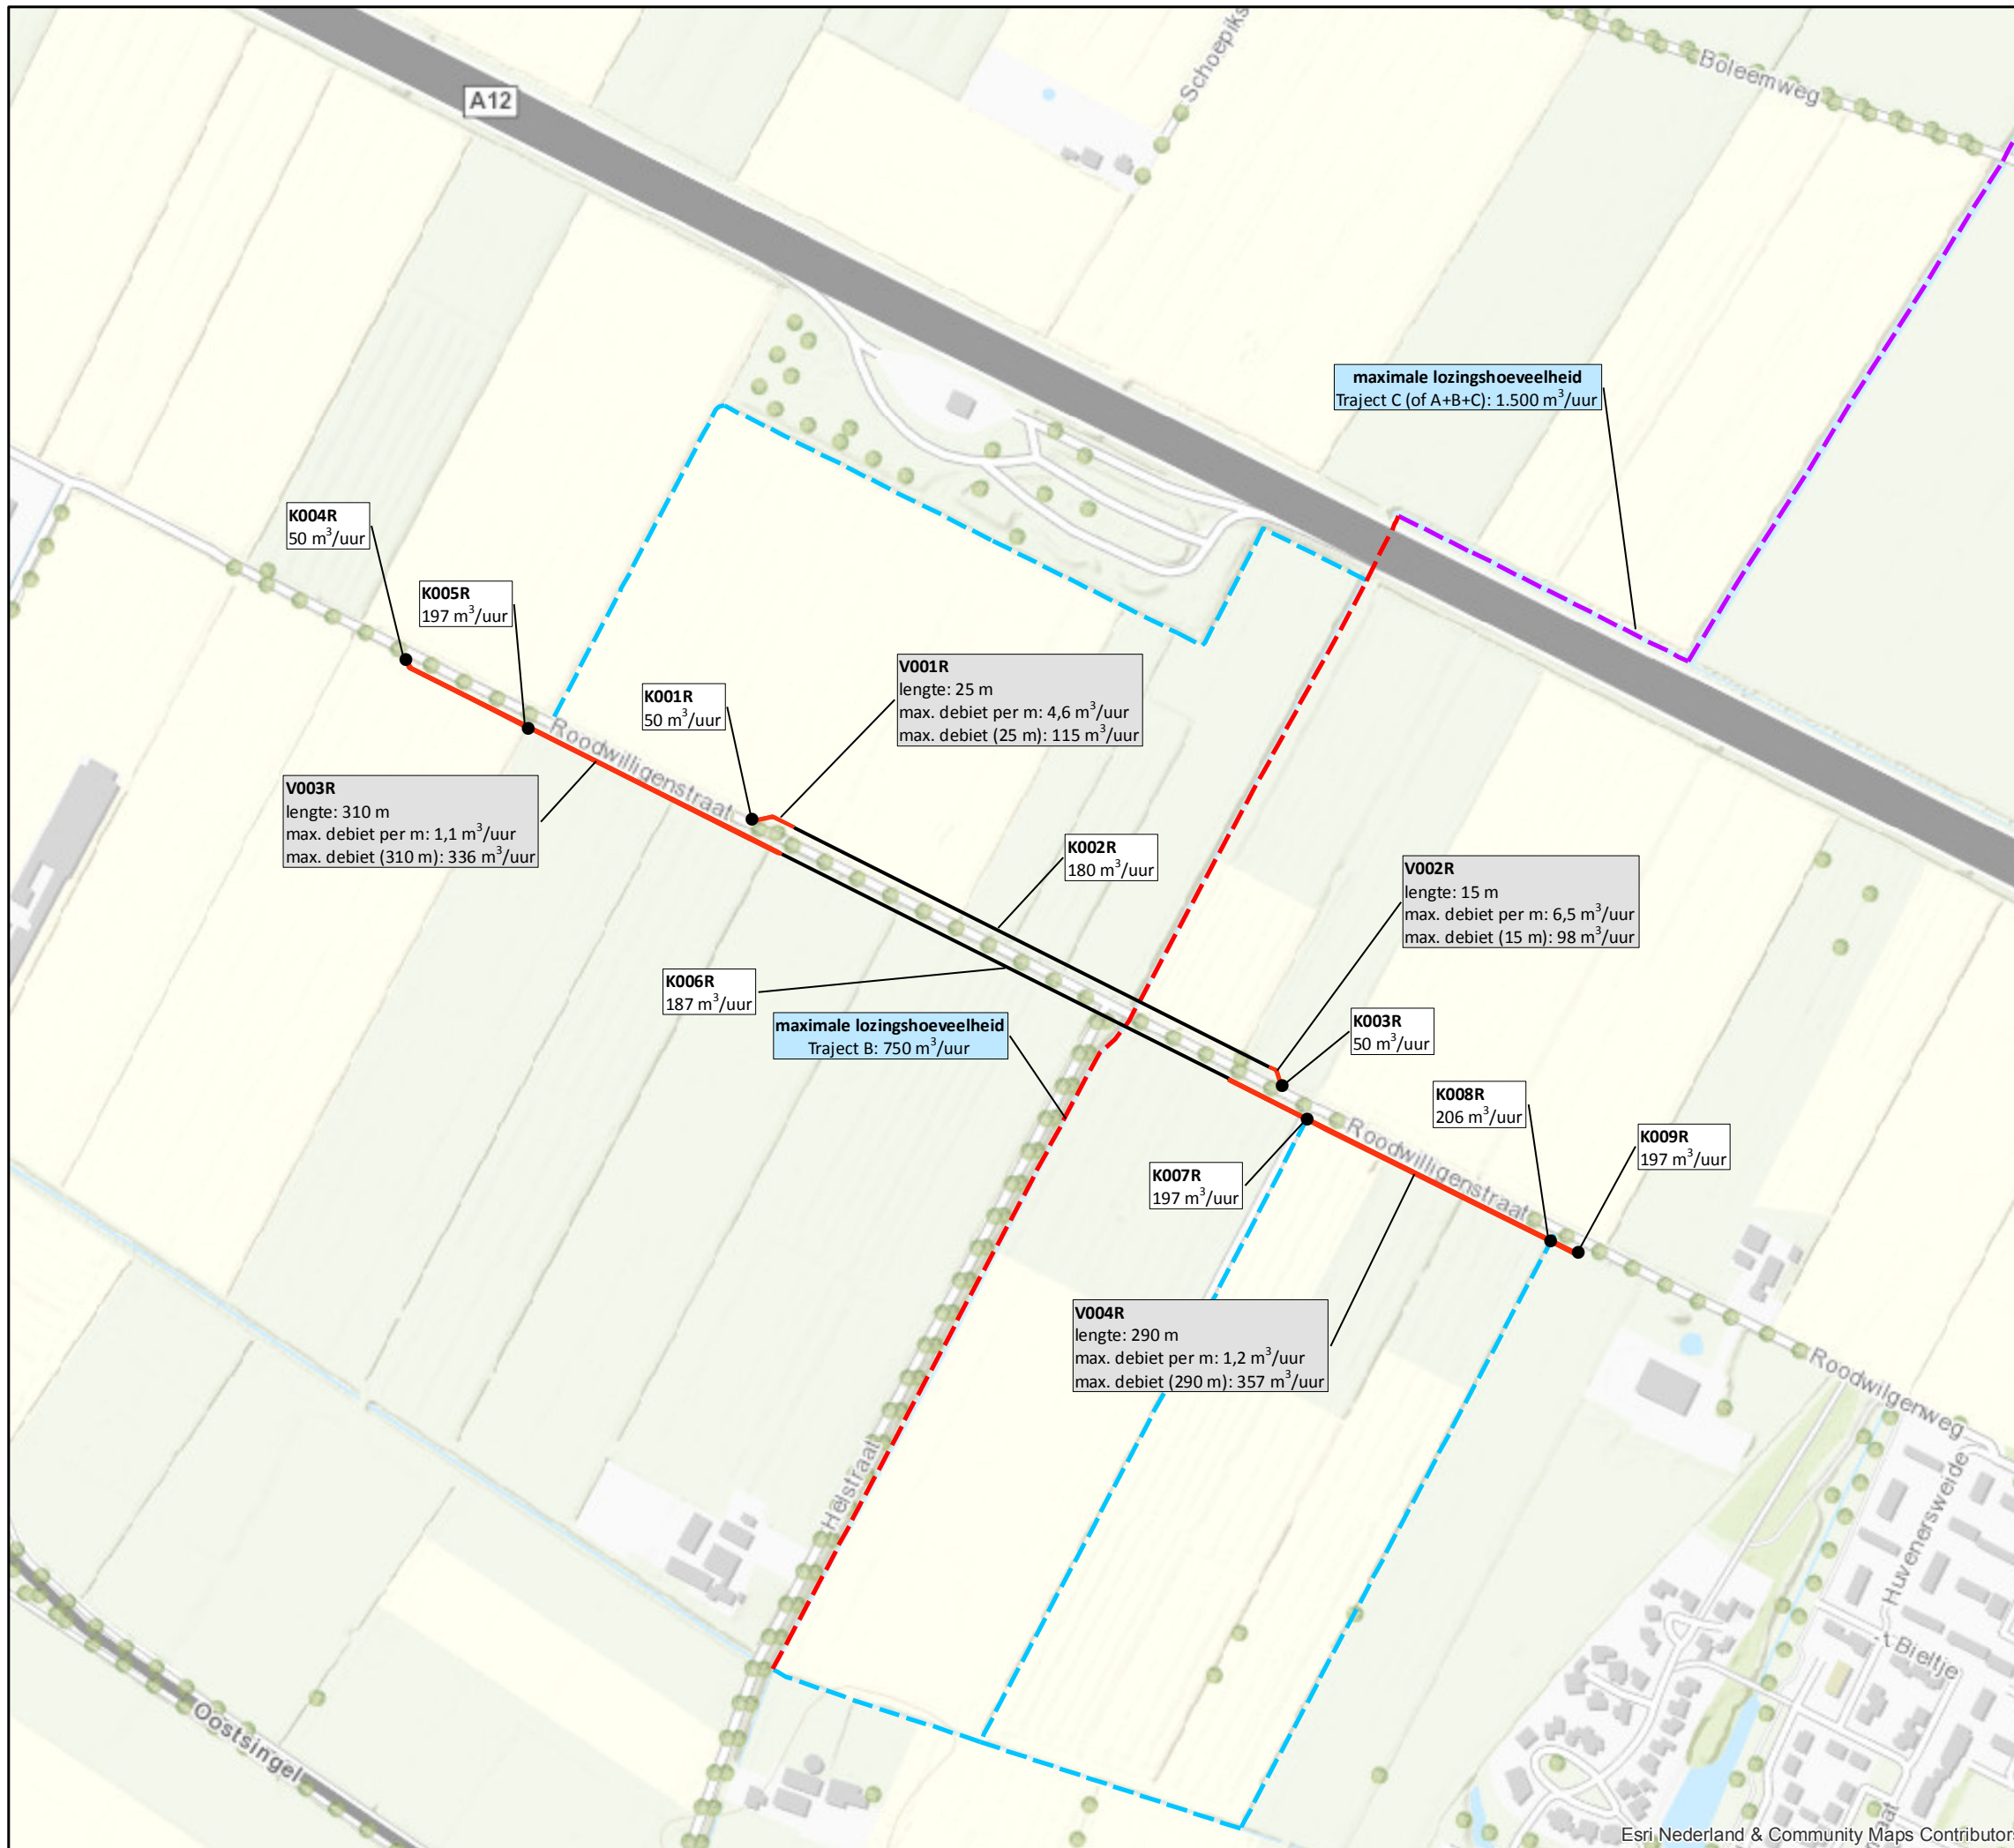 Schoepiks
Boleemweg
A12
maximale lozingshoeveelheid
Traject C (of A+B+C): 1.500 m³/uur
K004R
50 m³/uur
K005R
197 m³/uur
V001R
lengte: 25 m
max. debiet per m: 4,6 m³/uur
max. debiet (25 m): 115 m³/uur
K001R
50 m³/uur
Roodwilligenstraat
V003R
lengte: 310 m
max. debiet per m: 1,1 m³/uur
max. debiet (310 m): 336 m³/uur
K002R
180 m³/uur
V002R
lengte: 15 m
max. debiet per m: 6,5 m³/uur
max. debiet (15 m): 98 m³/uur
K006R
187 m³/uur
maximale lozingshoeveelheid
Traject B: 750 m³/uur
K003R
50 m³/uur
K008R
206 m³/uur
K009R
197 m³/uur
K007R
197 m³/uur
Roodwilligenstraat
V004R
lengte: 290 m
max. debiet per m: 1,2 m³/uur
max. debiet (290 m): 357 m³/uur
Roodwilgenweg
Helstraat
Huvenersweide
't Bieltje
Oostsingel
aat
Esri Nederland & Community Maps Contributor